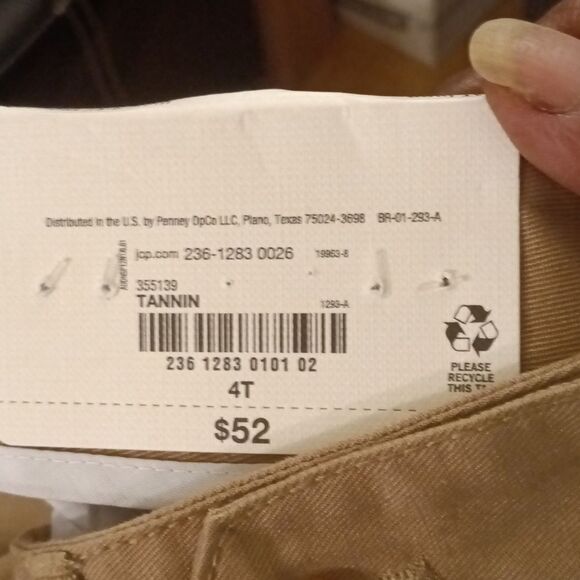 Distributed in the U.S. by Penney OpCo LLC, Plano, Texas 75024-3698 BR-01-293-A
jcp.com 236-1283 0026 19963-8
355139
TANNIN 1293-A
236 1283 0101 02
4T
$52
PLEASE
RECYCLE
THIS